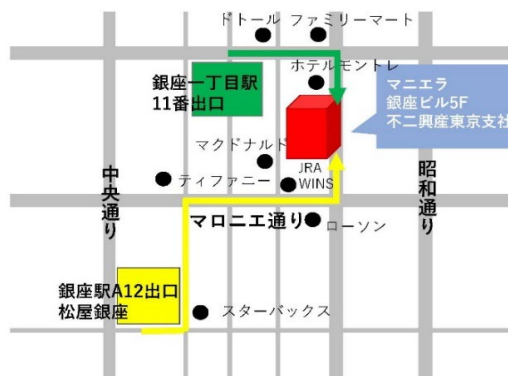 ドトール
ファミリーマート
ホテルモントレ
銀座一丁目駅
11番出口
マニエラ
銀座ビル5F
不二興産東京支社
マクドナルド
JRA
WINS
ティファニー
中央通り
昭和通り
マロニエ通り
ローソン
銀座駅A12出口
松屋銀座
スターバックス